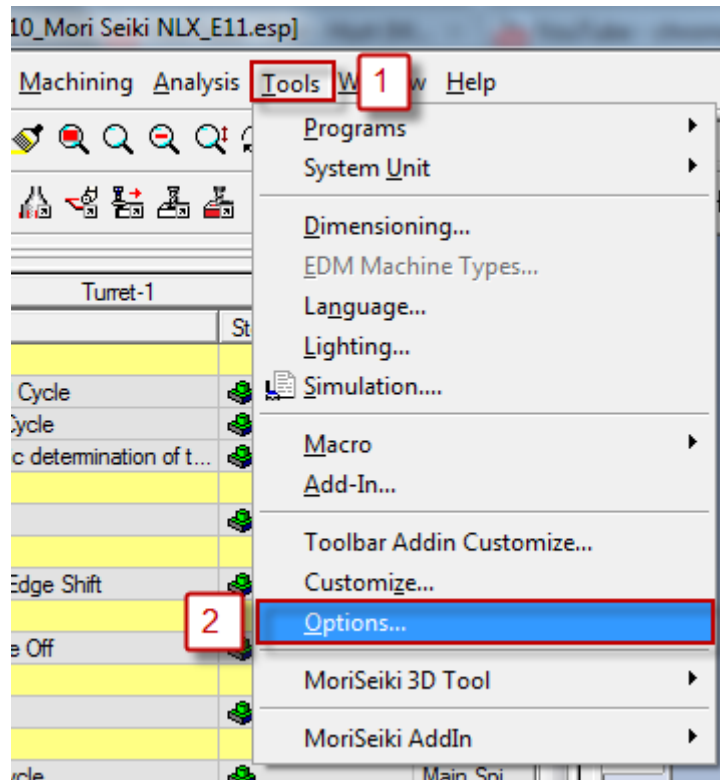 10_Mori Seiki NLX_E11.esp]
Machining Analysis Tools W 1 w Help
Programs
System Unit
Dimensioning...
EDM Machine Types...
Language...
Lighting...
Simulation....
Macro
Add-In...
Toolbar Addin Customize...
Customize...
2 Options...
MoriSeiki 3D Tool
MoriSeiki AddIn
Turret-1
St
Cycle
Cycle
c determination of t...
Edge Shift
e Off
ycle
Main Spi